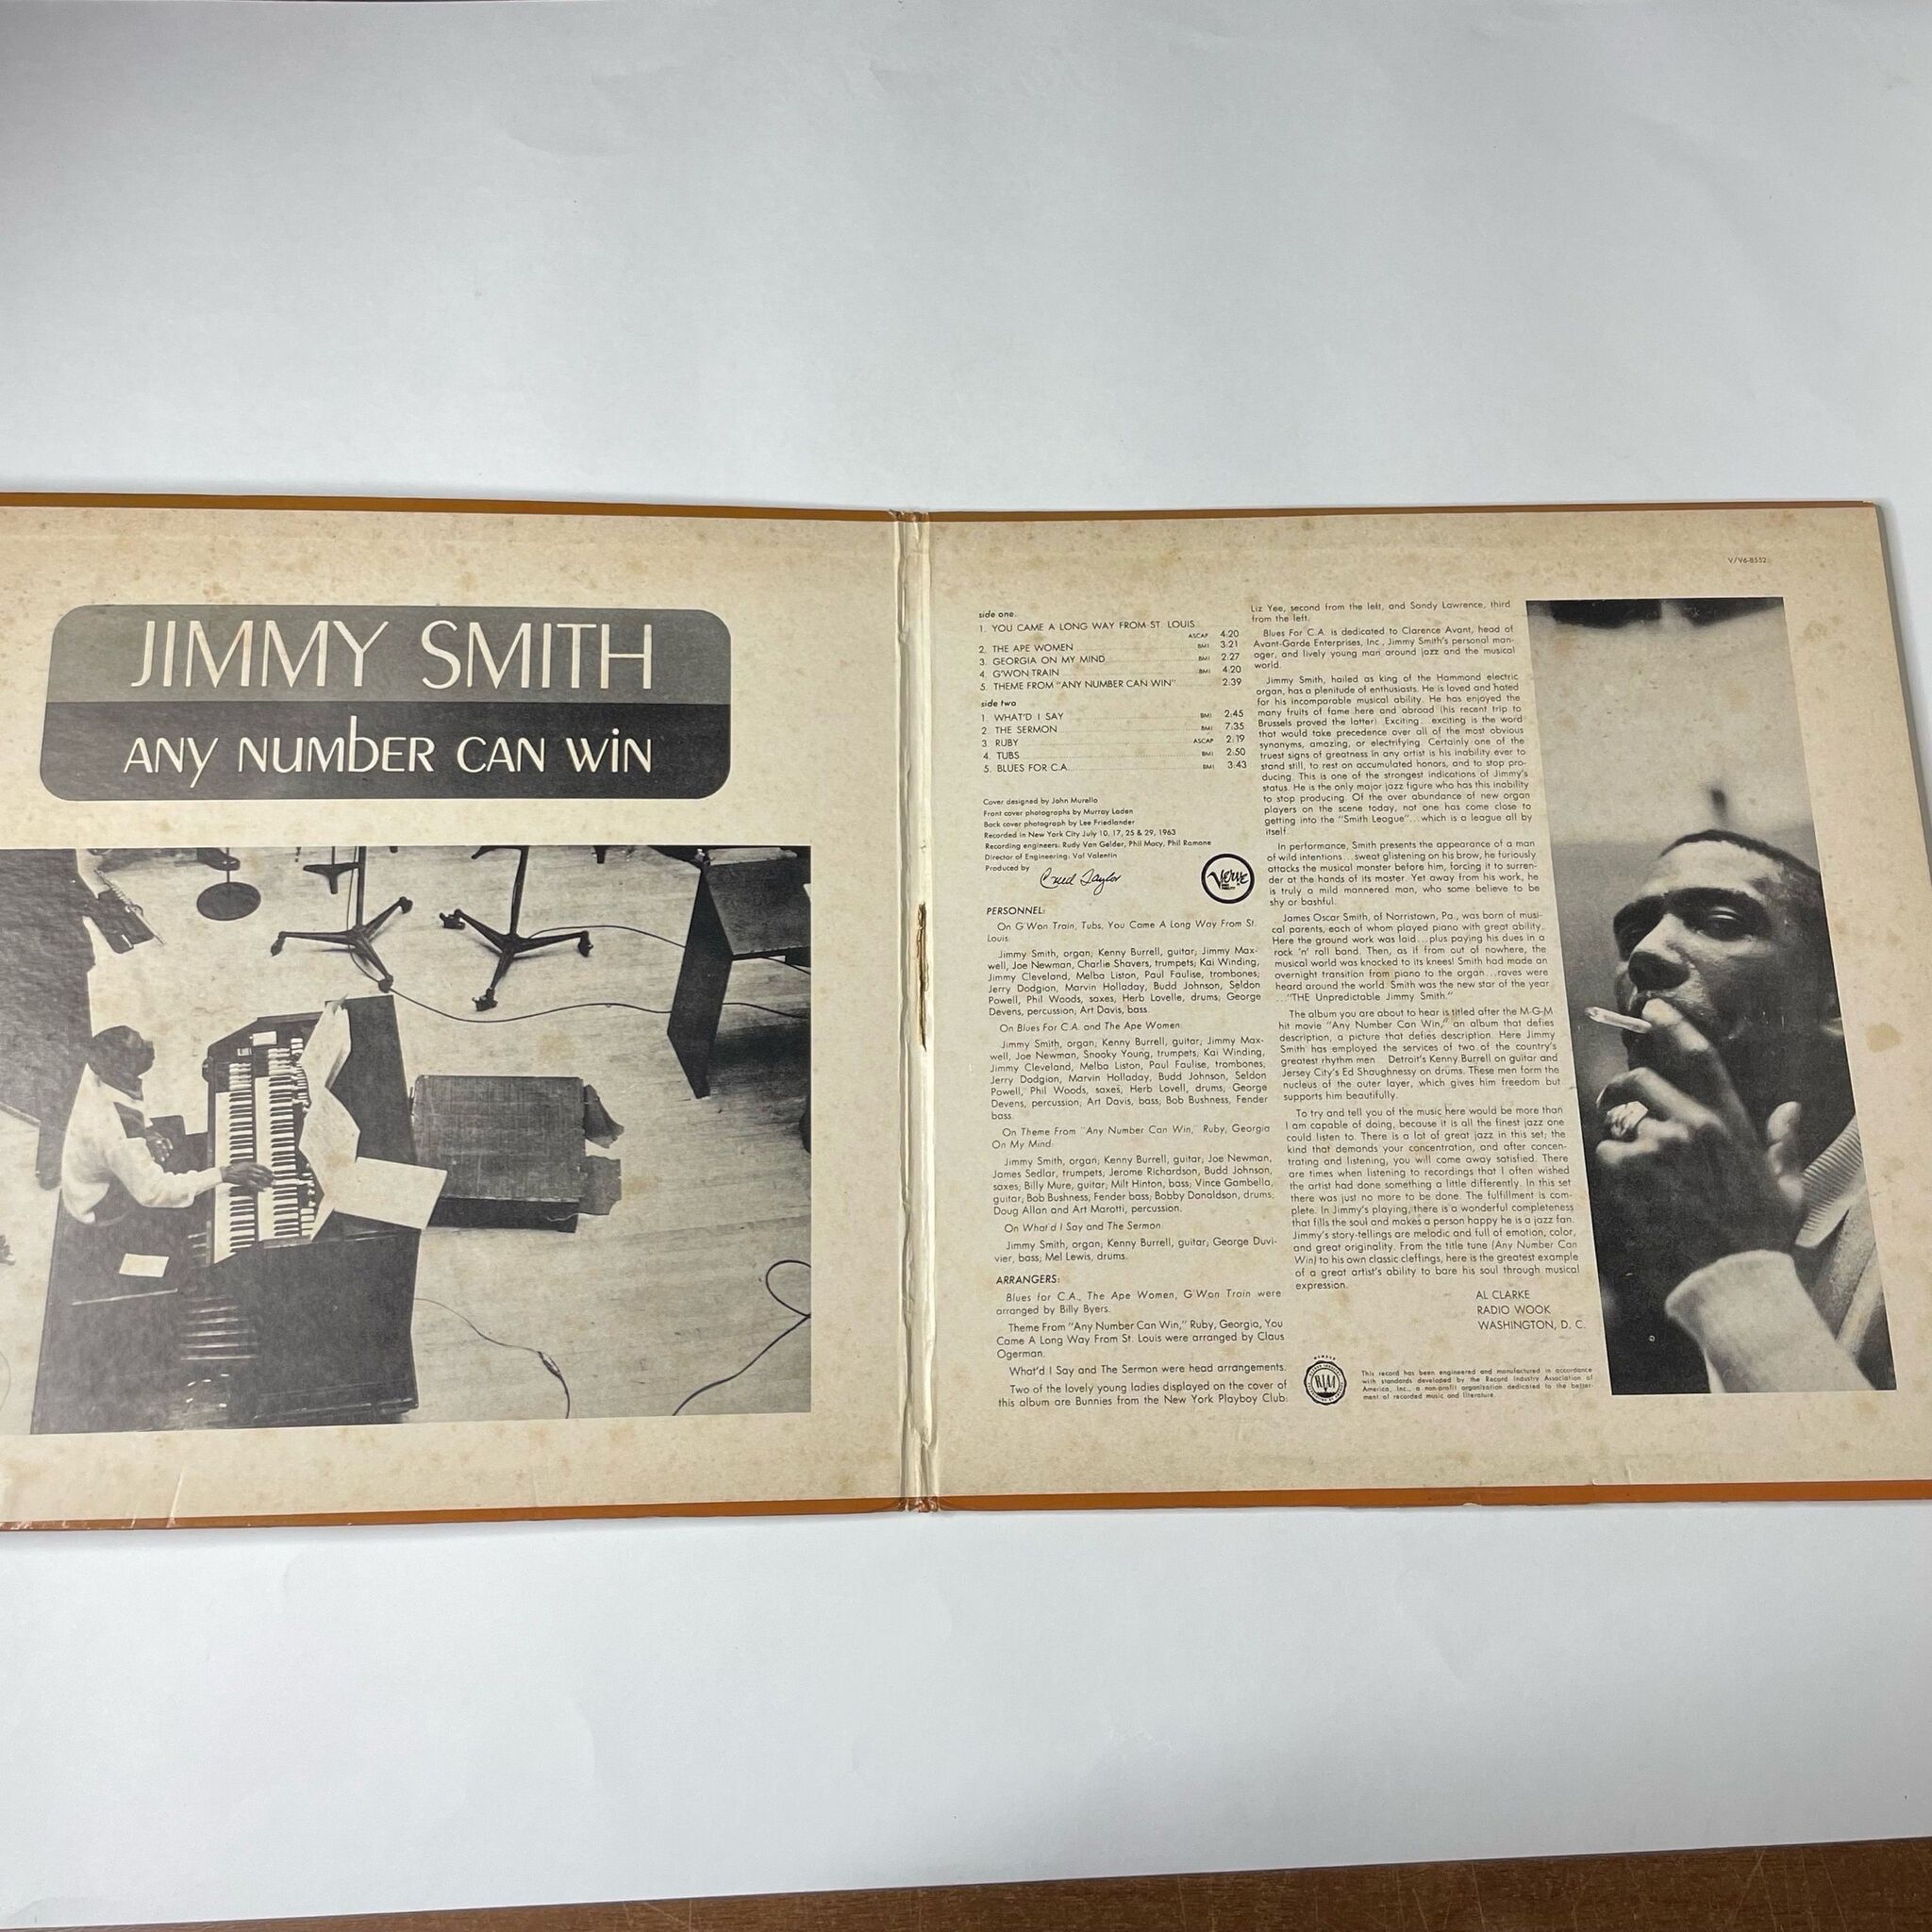 JIMMY SMITH
ANY NUMBER CAN WiN
V/V6-8552
side one.
1. YOU CAME A LONG WAY FROM ST. LOUIS
ASCAP 4:20
2. THE APE WOMEN BMI 3:21
3. GEORGIA ON MY MIND BMI 2:27
4. G'WON TRAIN BMI 4:20
5. THEME FROM "ANY NUMBER CAN WIN" 2:39
side two
1. WHAT'D I SAY BMI 2:45
2. THE SERMON BMI 7:35
3. RUBY ASCAP 2:19
4. TUBS BMI 2:50
5. BLUES FOR C.A. BMI 3:43
Cover designed by John Murello
Front cover photographs by Murray Laden
Back cover photograph by Lee Friedlander
Recorded in New York City July 10, 17, 25 & 29, 1963
Recording engineers: Rudy Van Gelder, Phil Macy, Phil Ramone
Director of Engineering: Val Valentin
Produced by
Creed Taylor
Verve
PERSONNEL:
On G'Won Train, Tubs, You Came A Long Way From St.
Louis:
Jimmy Smith, organ; Kenny Burrell, guitar; Jimmy Max-
well, Joe Newman, Charlie Shavers, trumpets; Kai Winding,
Jimmy Cleveland, Melba Liston, Paul Faulise, trombones;
Jerry Dodgion, Marvin Holladay, Budd Johnson, Seldon
Powell, Phil Woods, saxes; Herb Lovelle, drums; George
Devens, percussion; Art Davis, bass.
On Blues For C.A. and The Ape Women:
Jimmy Smith, organ; Kenny Burrell, guitar; Jimmy Max-
well, Joe Newman, Snooky Young, trumpets; Kai Winding,
Jimmy Cleveland, Melba Liston, Paul Faulise, trombones;
Jerry Dodgion, Marvin Holladay, Budd Johnson, Seldon
Powell, Phil Woods, saxes; Herb Lovell, drums; George
Devens, percussion; Art Davis, bass; Bob Bushness, Fender
bass.
On Theme From "Any Number Can Win," Ruby, Georgia
On My Mind:
Jimmy Smith, organ; Kenny Burrell, guitar; Joe Newman,
James Sedlar, trumpets; Jerome Richardson, Budd Johnson,
saxes; Billy Mure, guitar; Milt Hinton, bass; Vince Gambella,
guitar; Bob Bushness, Fender bass; Bobby Donaldson, drums;
Doug Allan and Art Marotti, percussion.
On What'd I Say and The Sermon:
Jimmy Smith, organ; Kenny Burrell, guitar; George Duvi-
vier, bass; Mel Lewis, drums.
ARRANGERS:
Blues for C.A., The Ape Women, G'Won Train were
arranged by Billy Byers.
Theme From "Any Number Can Win," Ruby, Georgia, You
Came A Long Way From St. Louis were arranged by Claus
Ogerman.
What'd I Say and The Sermon were head arrangements.
Two of the lovely young ladies displayed on the cover of
this album are Bunnies from the New York Playboy Club:
Liz Yee, second from the left, and Sandy Lawrence, third
from the left.
Blues For C.A. is dedicated to Clarence Avant, head of
Avant-Garde Enterprises, Inc., Jimmy Smith's personal man-
ager, and lively young man around jazz and the musical
world.
Jimmy Smith, hailed as king of the Hammond electric
organ, has a plenitude of enthusiasts. He is loved and hated
for his incomparable musical ability. He has enjoyed the
many fruits of fame here and abroad (his recent trip to
Brussels proved the latter). Exciting...exciting is the word
that would take precedence over all of the most obvious
synonyms, amazing, or electrifying. Certainly one of the
truest signs of greatness in any artist is his inability ever to
stand still, to rest on accumulated honors, and to stop pro-
ducing. This is one of the strongest indications of Jimmy's
status. He is the only major jazz figure who has this inability
to stop producing. Of the over abundance of new organ
players on the scene today, not one has come close to
getting into the "Smith League"...which is a league all by
itself.
In performance, Smith presents the appearance of a man
of wild intentions...sweat glistening on his brow, he furiously
attacks the musical monster before him, forcing it to surren-
der at the hands of its master. Yet away from his work, he
is truly a mild mannered man, who some believe to be
shy or bashful.
James Oscar Smith, of Norristown, Pa., was born of musi-
cal parents, each of whom played piano with great ability.
Here the ground work was laid...plus paying his dues in a
rock 'n' roll band. Then, as if from out of nowhere, the
musical world was knocked to its knees! Smith had made an
overnight transition from piano to the organ...raves were
heard around the world. Smith was the new star of the year
..."THE Unpredictable Jimmy Smith."
The album you are about to hear is titled after the M-G-M
hit movie "Any Number Can Win," an album that defies
description, a picture that defies description. Here Jimmy
Smith has employed the services of two of the country's
greatest rhythm men...Detroit's Kenny Burrell on guitar and
Jersey City's Ed Shaughnessy on drums. These men form the
nucleus of the outer layer, which gives him freedom but
supports him beautifully.
To try and tell you of the music here would be more than
I am capable of doing, because it is all the finest jazz one
could listen to. There is a lot of great jazz in this set; the
kind that demands your concentration, and after concen-
trating and listening, you will come away satisfied. There
are times when listening to recordings that I often wished
the artist had done something a little differently. In this set
there was just no more to be done. The fulfillment is com-
plete. In Jimmy's playing, there is a wonderful completeness
that fills the soul and makes a person happy he is a jazz fan.
Jimmy's story-tellings are melodic and full of emotion, color,
and great originality. From the title tune (Any Number Can
Win) to his own classic cleffings, here is the greatest example
of a great artist's ability to bare his soul through musical
expression.
AL CLARKE
RADIO WOOK
WASHINGTON, D. C.
MEMBER
RIAA
This record has been engineered and manufactured in accordance
with standards developed by the Record Industry Association of
America, Inc., a non-profit organization dedicated to the better-
ment of recorded music and literature.